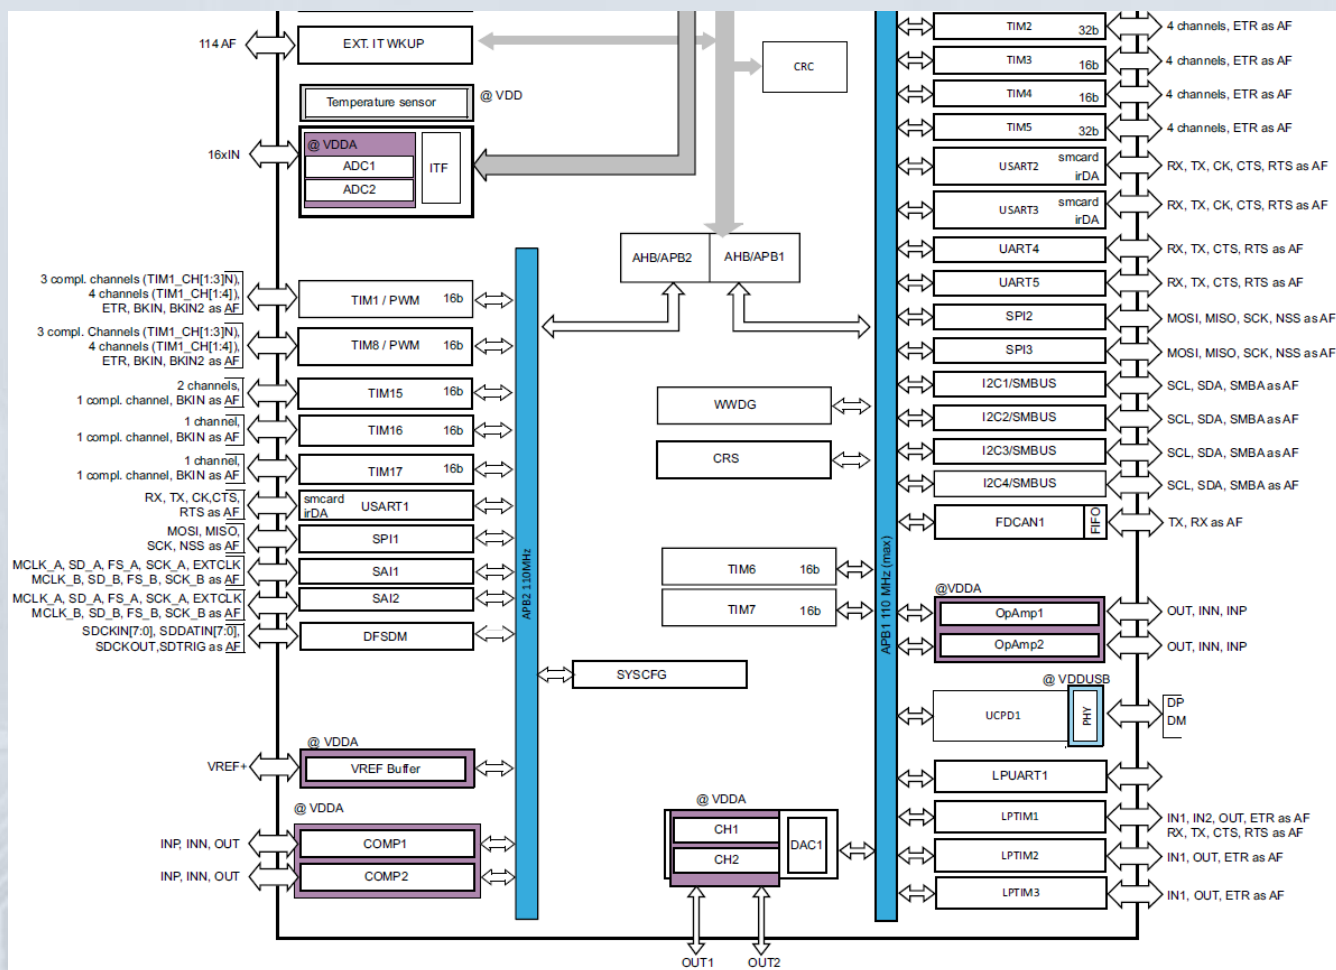 114 AF
EXT. IT WKUP
CRC
Temperature sensor
@ VDD
16xIN
@ VDDA
ADC1
ADC2
ITF
AHB/APB2
AHB/APB1
3 compl. channels (TIM1_CH[1:3]N),
4 channels (TIM1_CH[1:4]),
ETR, BKIN, BKIN2 as AF
TIM1 / PWM
16b
3 compl. Channels (TIM1_CH[1:3]N),
4 channels (TIM1_CH[1:4]),
ETR, BKIN, BKIN2 as AF
TIM8 / PWM
16b
2 channels,
1 compl. channel, BKIN as AF
TIM15
16b
1 channel,
1 compl. channel, BKIN as AF
TIM16
16b
1 channel,
1 compl. channel, BKIN as AF
TIM17
16b
RX, TX, CK,CTS,
RTS as AF
smcard
irDA
USART1
MOSI, MISO,
SCK, NSS as AF
SPI1
MCLK_A, SD_A, FS_A, SCK_A, EXTCLK
MCLK_B, SD_B, FS_B, SCK_B as AF
SAI1
MCLK_A, SD_A, FS_A, SCK_A, EXTCLK
MCLK_B, SD_B, FS_B, SCK_B as AF
SAI2
SDCKIN[7:0], SDDATIN[7:0],
SDCKOUT,SDTRIG as AF
DFSDM
APB2 110MHz
SYSCFG
@ VDDA
VREF+
VREF Buffer
@ VDDA
INP, INN, OUT
COMP1
INP, INN, OUT
COMP2
WWDG
CRS
TIM6
16b
TIM7
16b
@ VDDA
CH1
CH2
DAC1
OUT1
OUT2
APB1 110 MHz (max)
TIM2
32b
4 channels, ETR as AF
TIM3
16b
4 channels, ETR as AF
TIM4
16b
4 channels, ETR as AF
TIM5
32b
4 channels, ETR as AF
USART2
smcard
irDA
RX, TX, CK, CTS, RTS as AF
USART3
smcard
irDA
RX, TX, CK, CTS, RTS as AF
UART4
RX, TX, CTS, RTS as AF
UART5
RX, TX, CTS, RTS as AF
SPI2
MOSI, MISO, SCK, NSS as AF
SPI3
MOSI, MISO, SCK, NSS as AF
I2C1/SMBUS
SCL, SDA, SMBA as AF
I2C2/SMBUS
SCL, SDA, SMBA as AF
I2C3/SMBUS
SCL, SDA, SMBA as AF
I2C4/SMBUS
SCL, SDA, SMBA as AF
FDCAN1
FIFO
TX, RX as AF
@VDDA
OpAmp1
OUT, INN, INP
OpAmp2
OUT, INN, INP
@ VDDUSB
UCPD1
PHY
DP
DM
LPUART1
LPTIM1
IN1, IN2, OUT, ETR as AF
RX, TX, CTS, RTS as AF
LPTIM2
IN1, OUT, ETR as AF
LPTIM3
IN1, OUT, ETR as AF